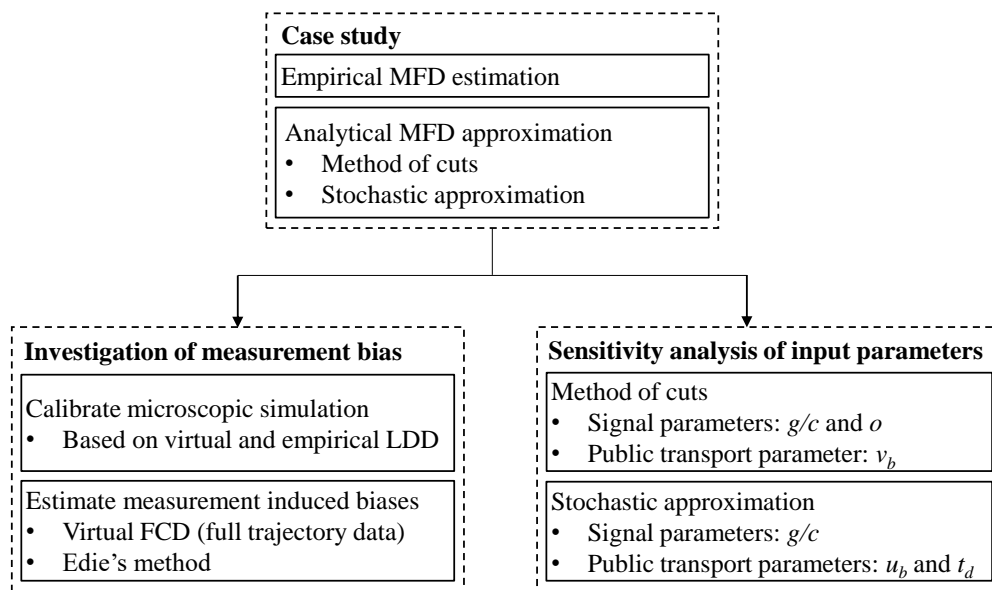 Case study
Empirical MFD estimation
Analytical MFD approximation
• Method of cuts
• Stochastic approximation
Investigation of measurement bias
Calibrate microscopic simulation
• Based on virtual and empirical LDD
Estimate measurement induced biases
• Virtual FCD (full trajectory data)
• Edie's method
Sensitivity analysis of input parameters
Method of cuts
• Signal parameters: g/c and o
• Public transport parameter: v_b
Stochastic approximation
• Signal parameters: g/c
• Public transport parameters: u_b and t_d